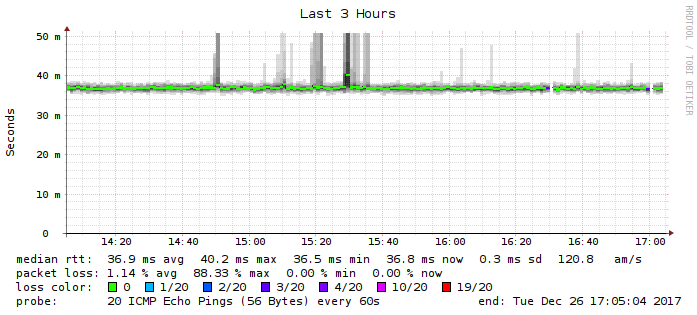 Last 3 Hours
RRDTOOL / TOBI OETIKER
Seconds
50 m
40 m
30 m
20 m
10 m
0
14:20 14:40 15:00 15:20 15:40 16:00 16:20 16:40 17:00
median rtt: 36.9 ms avg 40.2 ms max 36.5 ms min 36.8 ms now 0.3 ms sd 120.8 am/s
packet loss: 1.14 % avg 88.33 % max 0.00 % min 0.00 % now
loss color: 0 1/20 2/20 3/20 4/20 10/20 19/20
probe: 20 ICMP Echo Pings (56 Bytes) every 60s end: Tue Dec 26 17:05:04 2017